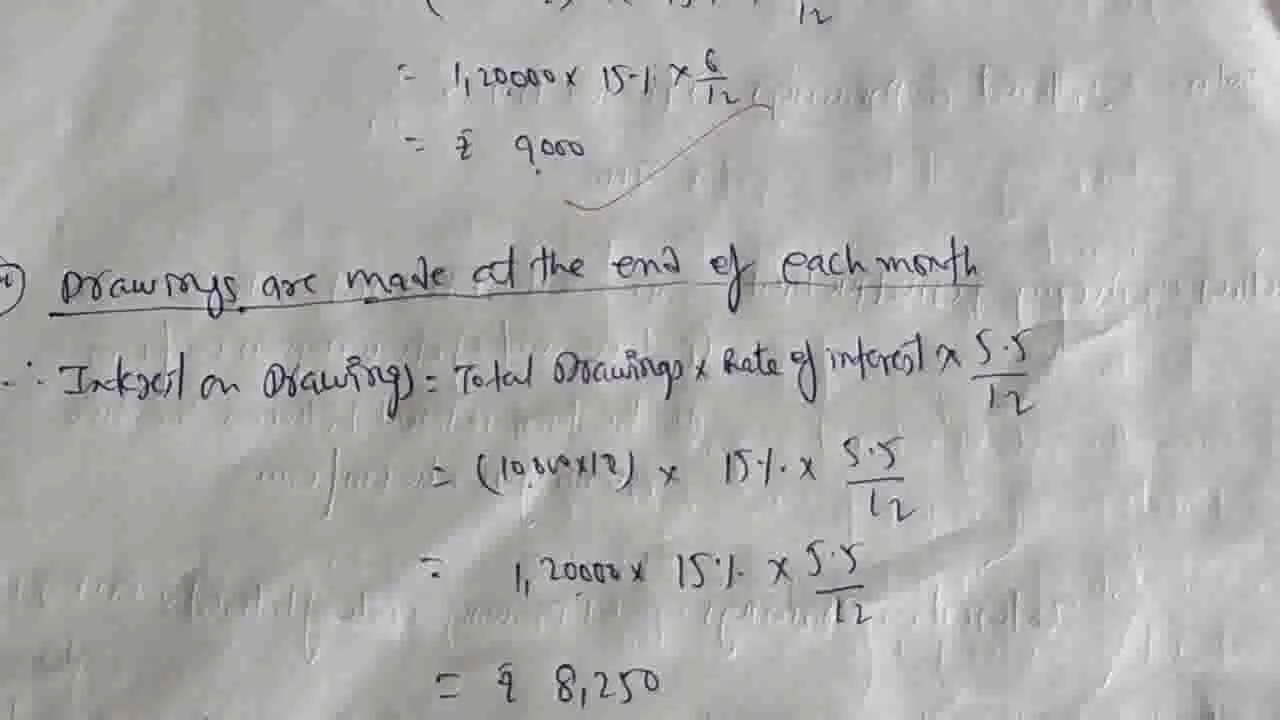 12
= 1,20,000 × 15% × 6/12
= ₹ 9,000
Drawings are made at the end of each month
∴ Interest on Drawings = Total Drawings × Rate of interest × 5.5/12
= (10,000×12) × 15% × 5.5/12
= 1,20,000 × 15% × 5.5/12
= ₹ 8,250